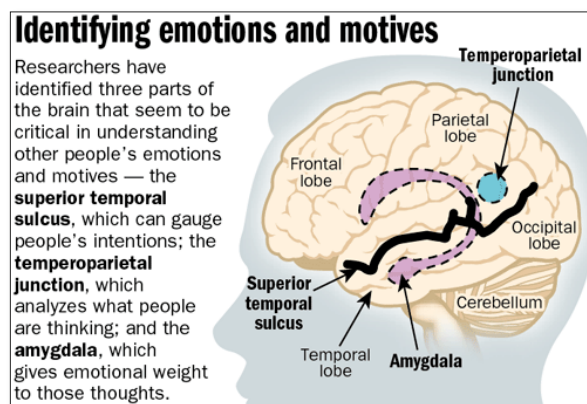 Identifying emotions and motives
Researchers have
identified three parts of
the brain that seem to be
critical in understanding
other people's emotions
and motives — the
superior temporal
sulcus, which can gauge
people's intentions; the
temperoparietal
junction, which
analyzes what people
are thinking; and the
amygdala, which
gives emotional weight
to those thoughts.
Temperoparietal
junction
Parietal
lobe
Frontal
lobe
Occipital
lobe
Superior
temporal
sulcus
Cerebellum
Temporal
lobe
Amygdala